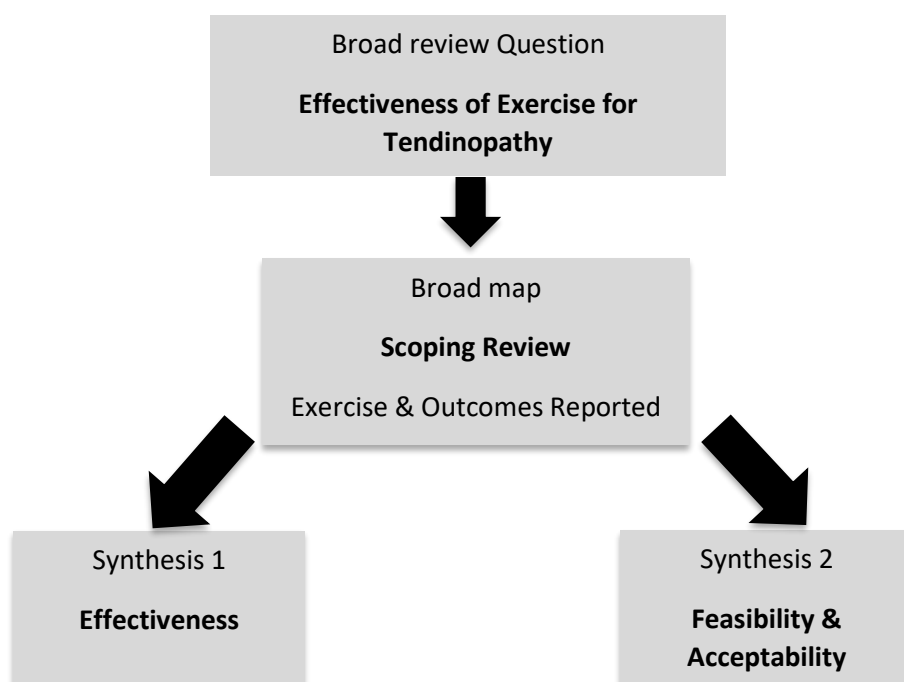 Broad review Question
Effectiveness of Exercise for
Tendinopathy
Broad map
Scoping Review
Exercise & Outcomes Reported
Synthesis 1
Effectiveness
Synthesis 2
Feasibility &
Acceptability